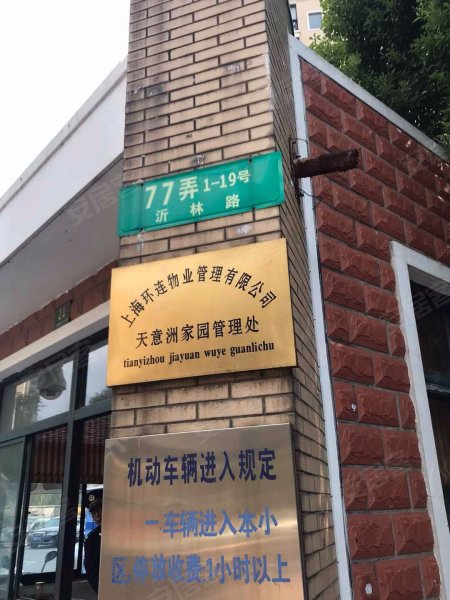 77弄 1-19号
沂林路
上海环连物业管理有限公司
天意洲家园管理处
tianyizhou jiayuan wuye guanlichu
机动车辆进入规定
一车辆进入本小
区,停放收费1小时以上